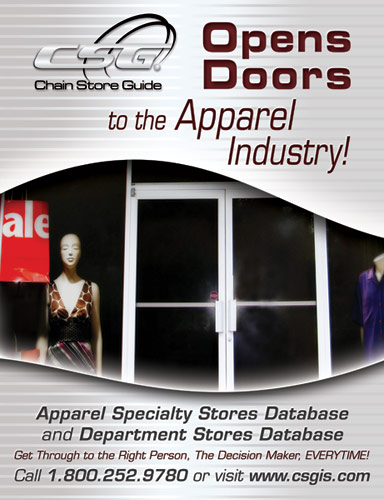 CSG!
Chain Store Guide
Opens
Doors
to the Apparel
Industry!
ale
Apparel Specialty Stores Database
and Department Stores Database
Get Through to the Right Person, The Decision Maker, EVERYTIME!
Call 1.800.252.9780 or visit www.csgis.com